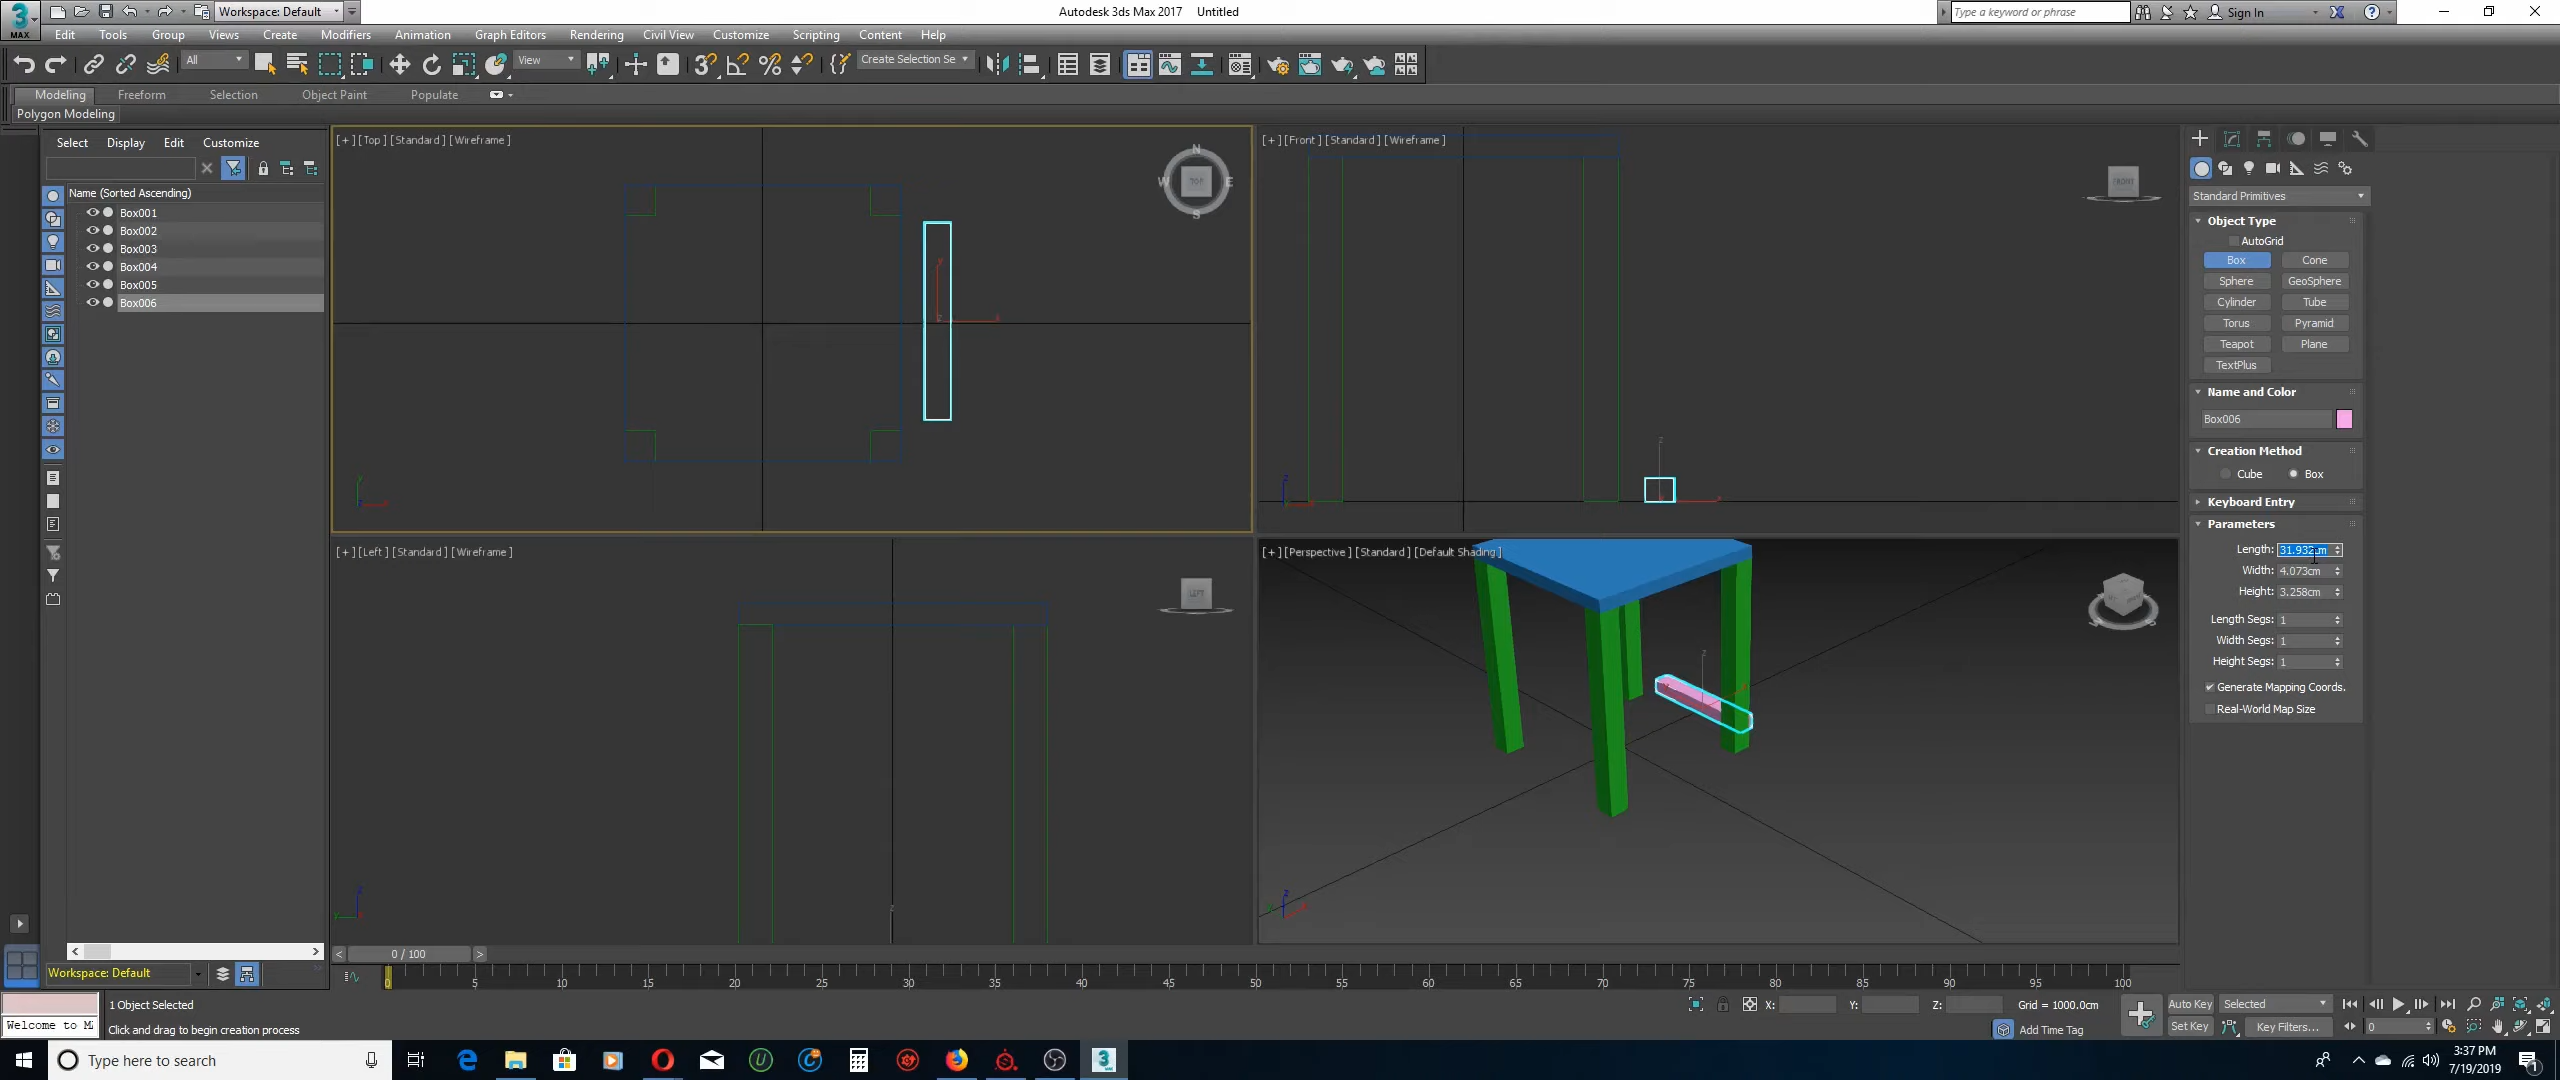 Workspace: Default
Autodesk 3ds Max 2017 Untitled
Type a keyword or phrase
Sign In
MAX
Edit Tools Group Views Create Modifiers Animation Graph Editors Rendering Civil View Customize Scripting Content Help
All
View
Create Selection Se
Modeling Freeform Selection Object Paint Populate
Polygon Modeling
Select Display Edit Customize
Name (Sorted Ascending)
Box001
Box002
Box003
Box004
Box005
Box006
[+] [Top] [Standard] [Wireframe]
N
W TOP E
S
[+] [Front] [Standard] [Wireframe]
FRONT
[+] [Left] [Standard] [Wireframe]
LEFT
[+] [Perspective] [Standard] [Default Shading]
Standard Primitives
Object Type
AutoGrid
Box Cone
Sphere GeoSphere
Cylinder Tube
Torus Pyramid
Teapot Plane
TextPlus
Name and Color
Box006
Creation Method
Cube Box
Keyboard Entry
Parameters
Length: 31.932cm
Width: 4.073cm
Height: 3.258cm
Length Segs: 1
Width Segs: 1
Height Segs: 1
Generate Mapping Coords.
Real-World Map Size
0 / 100
Workspace: Default
0 5 10 15 20 25 30 35 40 45 50 55 60 65 70 75 80 85 90 95 100
1 Object Selected
X: Y: Z: Grid = 1000.0cm
Auto Key Selected
Welcome to M
Click and drag to begin creation process
Add Time Tag
Set Key Key Filters...
0
Type here to search
3:37 PM
7/19/2019